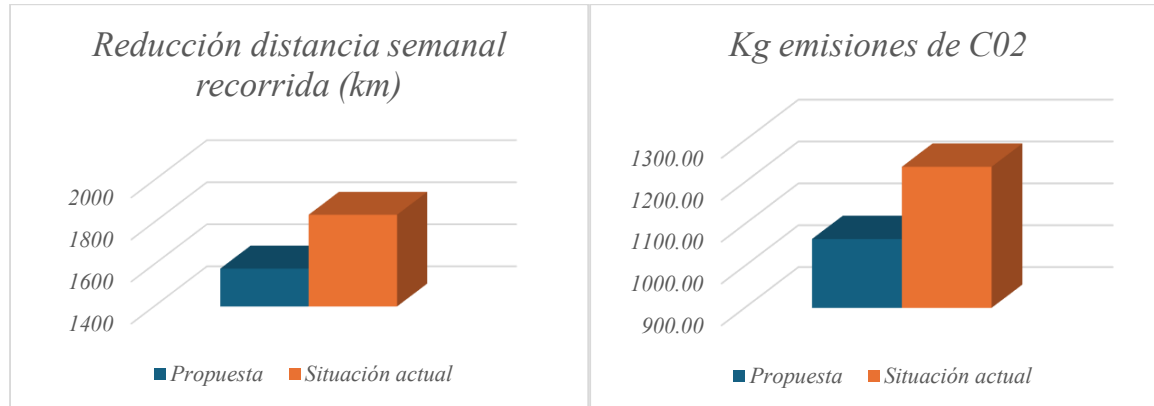 Reducción distancia semanal
recorrida (km)
2000
1800
1600
1400
Propuesta Situación actual
Kg emisiones de C02
1300.00
1200.00
1100.00
1000.00
900.00
Propuesta Situación actual